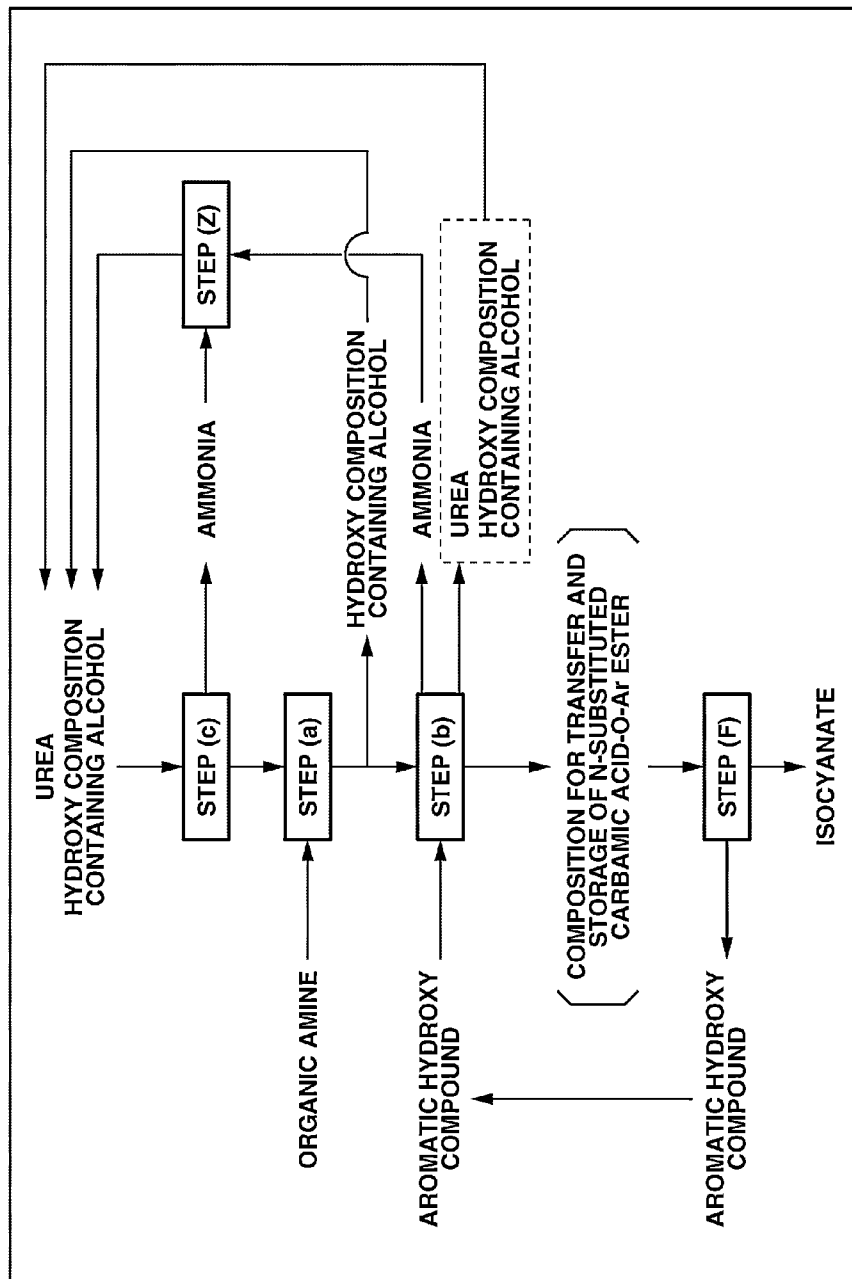 UREA
HYDROXY COMPOSITION
CONTAINING ALCOHOL
STEP (c)
AMMONIA
STEP (Z)
ORGANIC AMINE
STEP (a)
HYDROXY COMPOSITION
CONTAINING ALCOHOL
AROMATIC HYDROXY
COMPOUND
STEP (b)
AMMONIA
UREA
HYDROXY COMPOSITION
CONTAINING ALCOHOL
COMPOSITION FOR TRANSFER AND
STORAGE OF N-SUBSTITUTED
CARBAMIC ACID-O-Ar ESTER
AROMATIC HYDROXY
COMPOUND
STEP (F)
ISOCYANATE